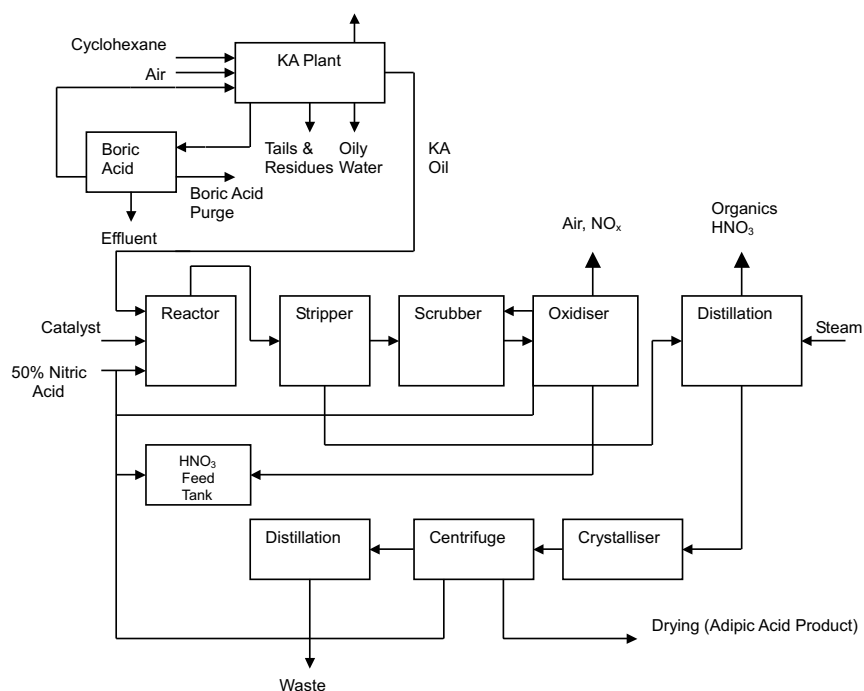 Cyclohexane
Air
KA Plant
Boric
Acid
Tails &
Residues
Oily
Water
KA
Oil
Boric Acid
Purge
Effluent
Air, NOₓ
Organics
HNO₃
Reactor
Stripper
Scrubber
Oxidiser
Distillation
Catalyst
Steam
50% Nitric
Acid
HNO₃
Feed
Tank
Distillation
Centrifuge
Crystalliser
Drying (Adipic Acid Product)
Waste